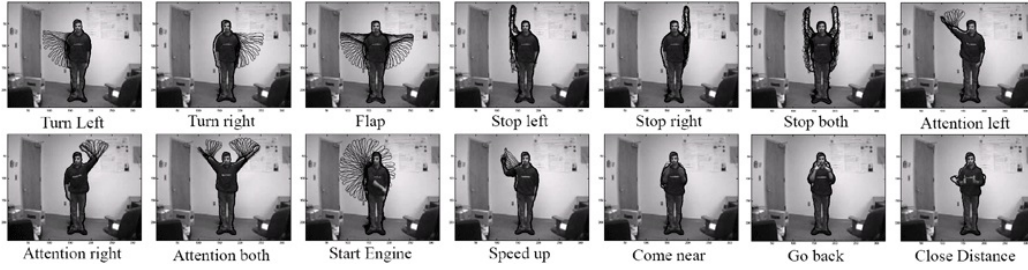 Turn Left
Turn right
Flap
Stop left
Stop right
Stop both
Attention left
Attention right
Attention both
Start Engine
Speed up
Come near
Go back
Close Distance